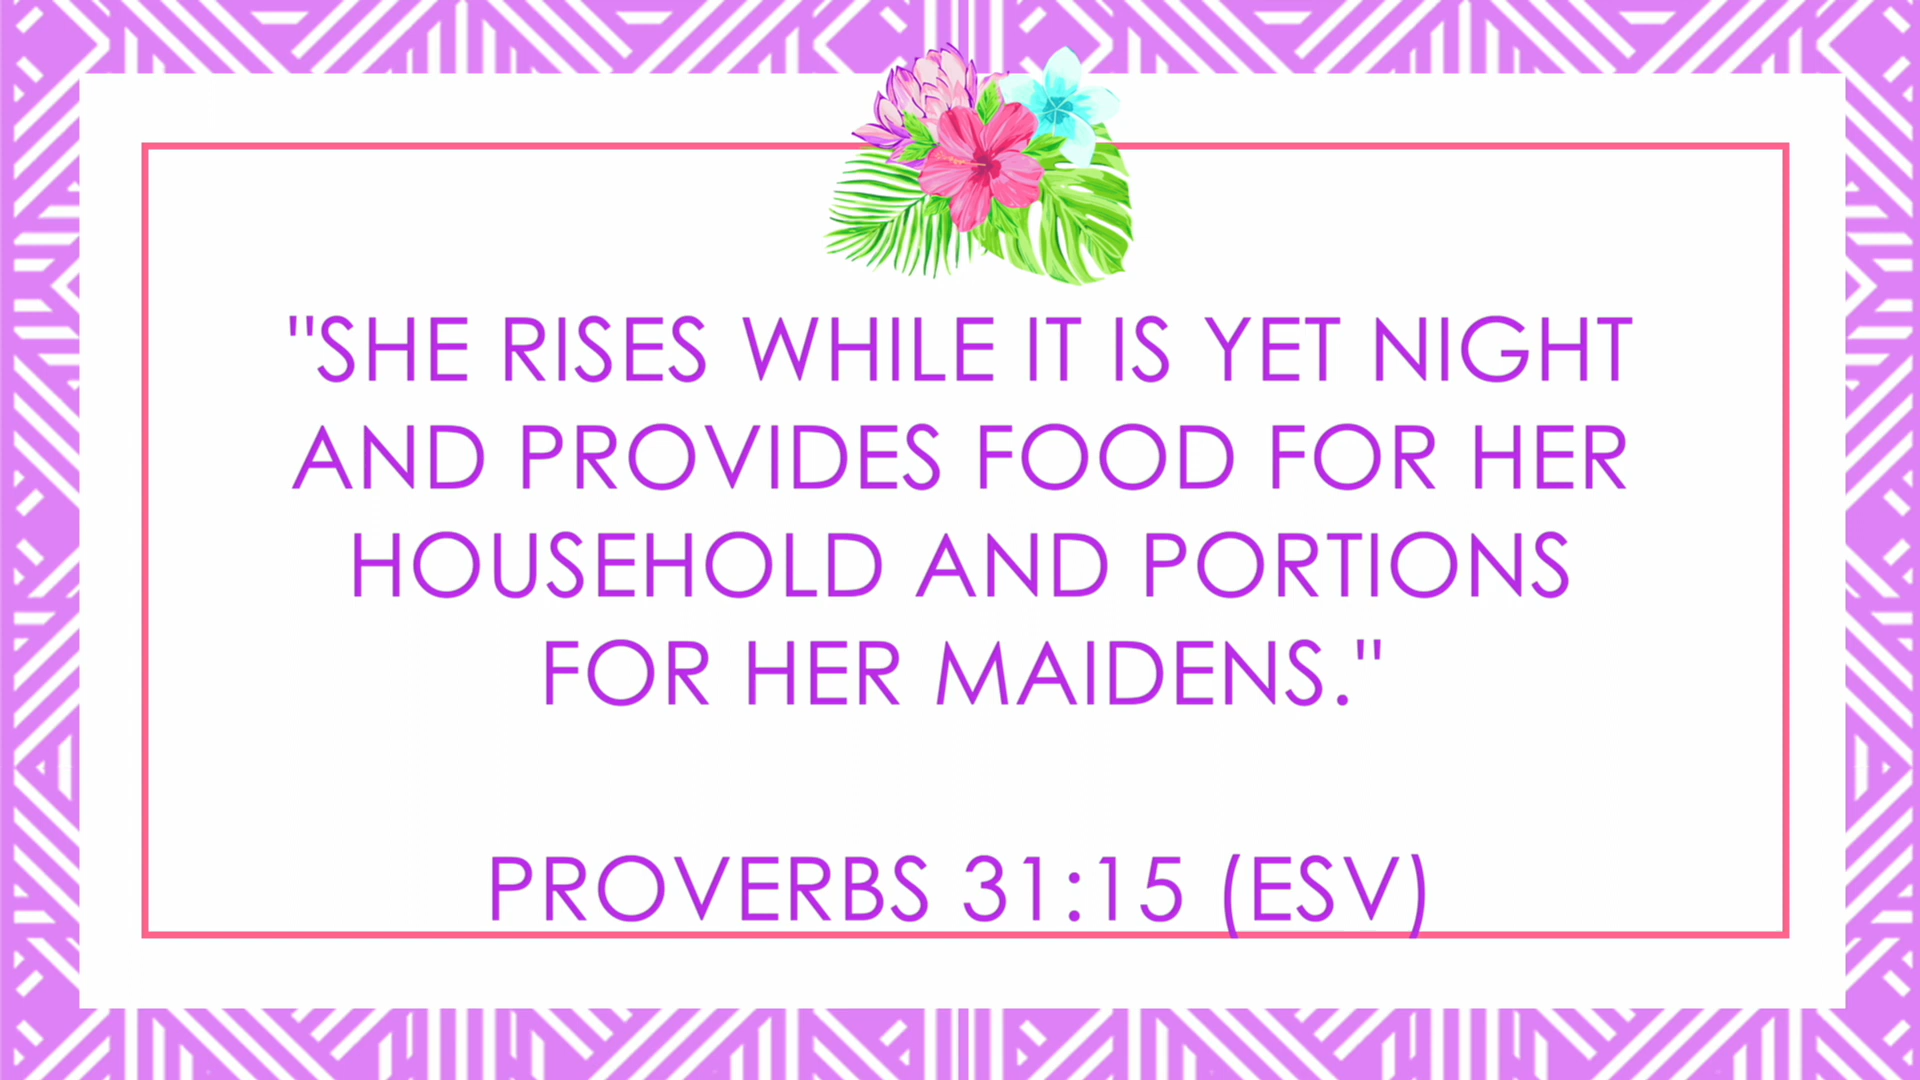 "SHE RISES WHILE IT IS YET NIGHT
AND PROVIDES FOOD FOR HER
HOUSEHOLD AND PORTIONS
FOR HER MAIDENS."
PROVERBS 31:15 (ESV)